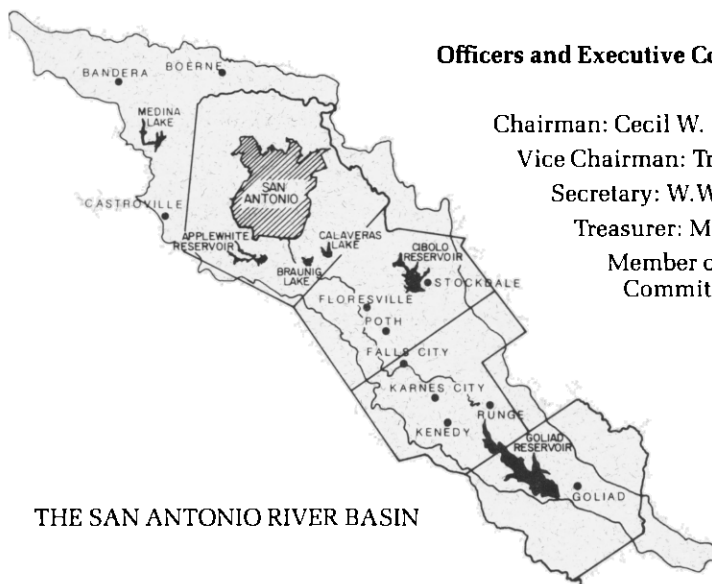 Officers and Executive Co
BOERNE
BANDERA
MEDINA
LAKE
Chairman: Cecil W.
Vice Chairman: Tr
SAN
ANTONIO
Secretary: W.W
CASTROVILLE
Treasurer: M
APPLEWHITE
RESERVOIR
CALAVERAS
LAKE
BRAUNIG
LAKE
CIBOLO
RESERVOIR
Member o
Commit
STOCKDALE
FLORESVILLE
POTH
FALLS CITY
KARNES CITY
RUNGE
KENEDY
GOLIAD
RESERVOIR
GOLIAD
THE SAN ANTONIO RIVER BASIN